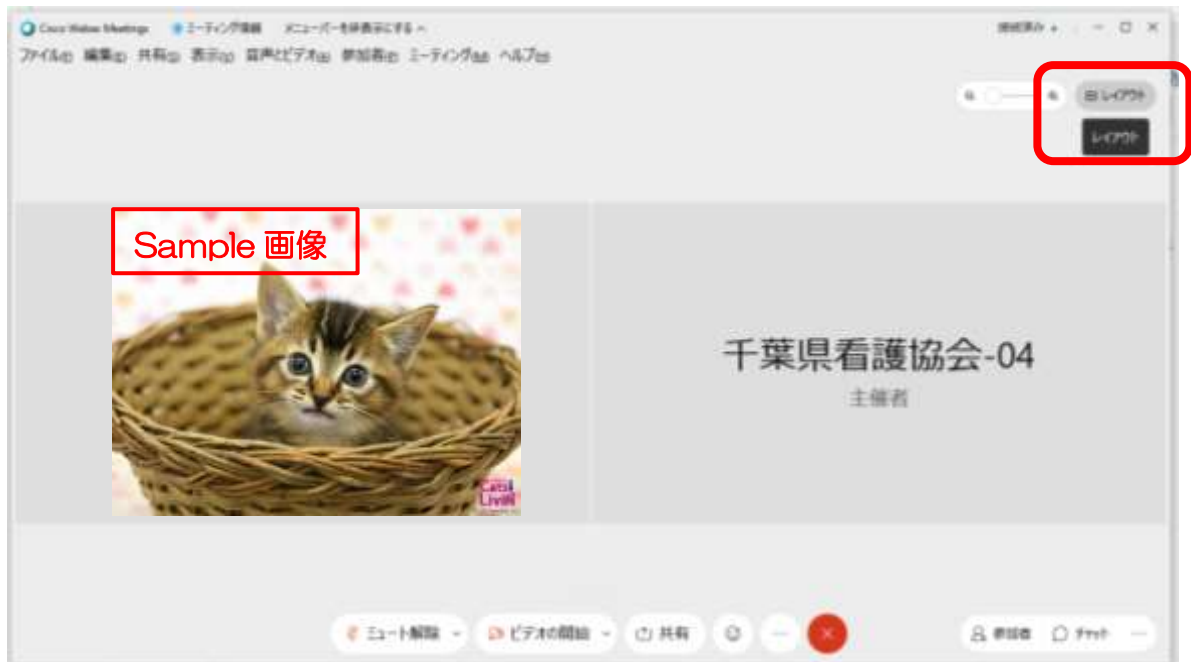 Cisco Webex Meetings ミーティング情報 メニューバーを非表示にする へ 接続済み
ファイル(F) 編集(E) 共有(S) 表示(V) 音声とビデオ(A) 参加者(P) ミーティング(M) ヘルプ(H)
レイアウト
レイアウト
Sample 画像
千葉県看護協会-04
主催者
Cats
LiviN
ミュート解除 ビデオの開始 共有 参加者 チャット